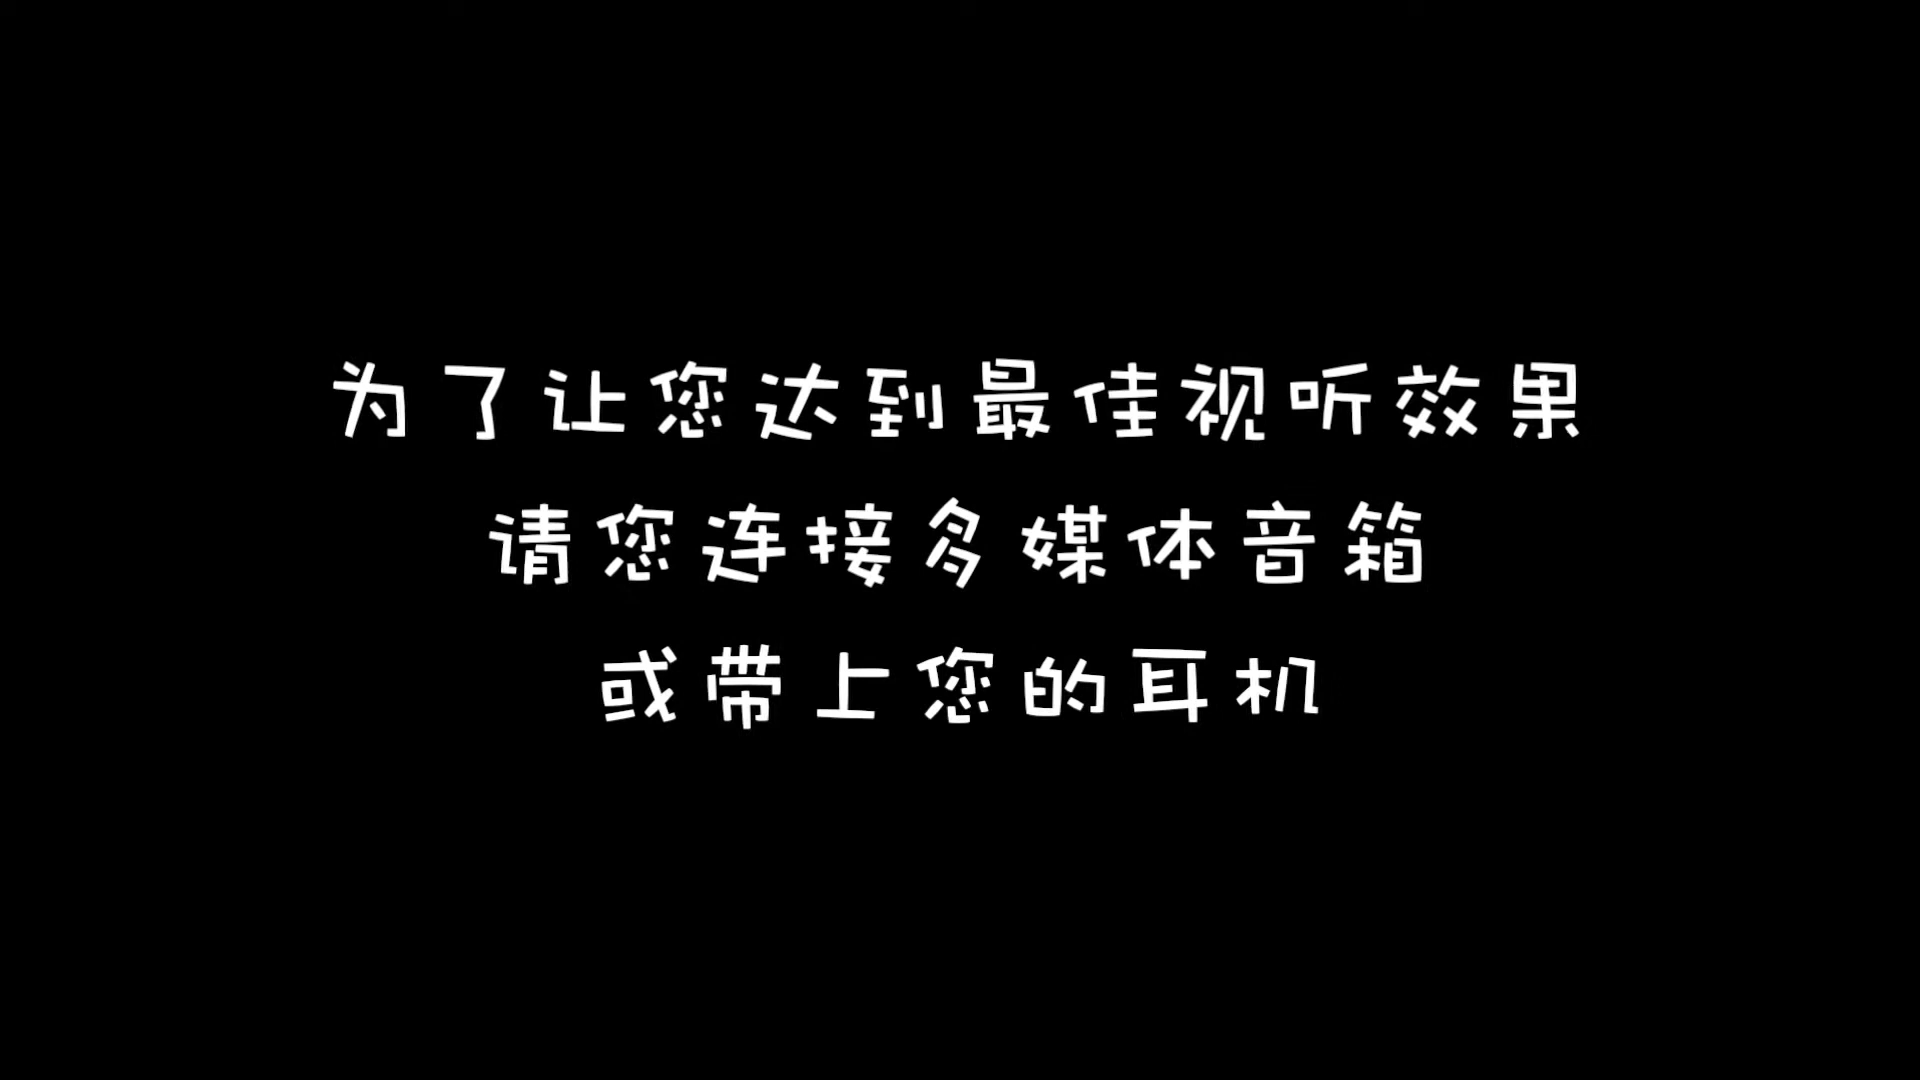 为了让您达到最佳视听效果
请您连接多媒体音箱
或带上您的耳机